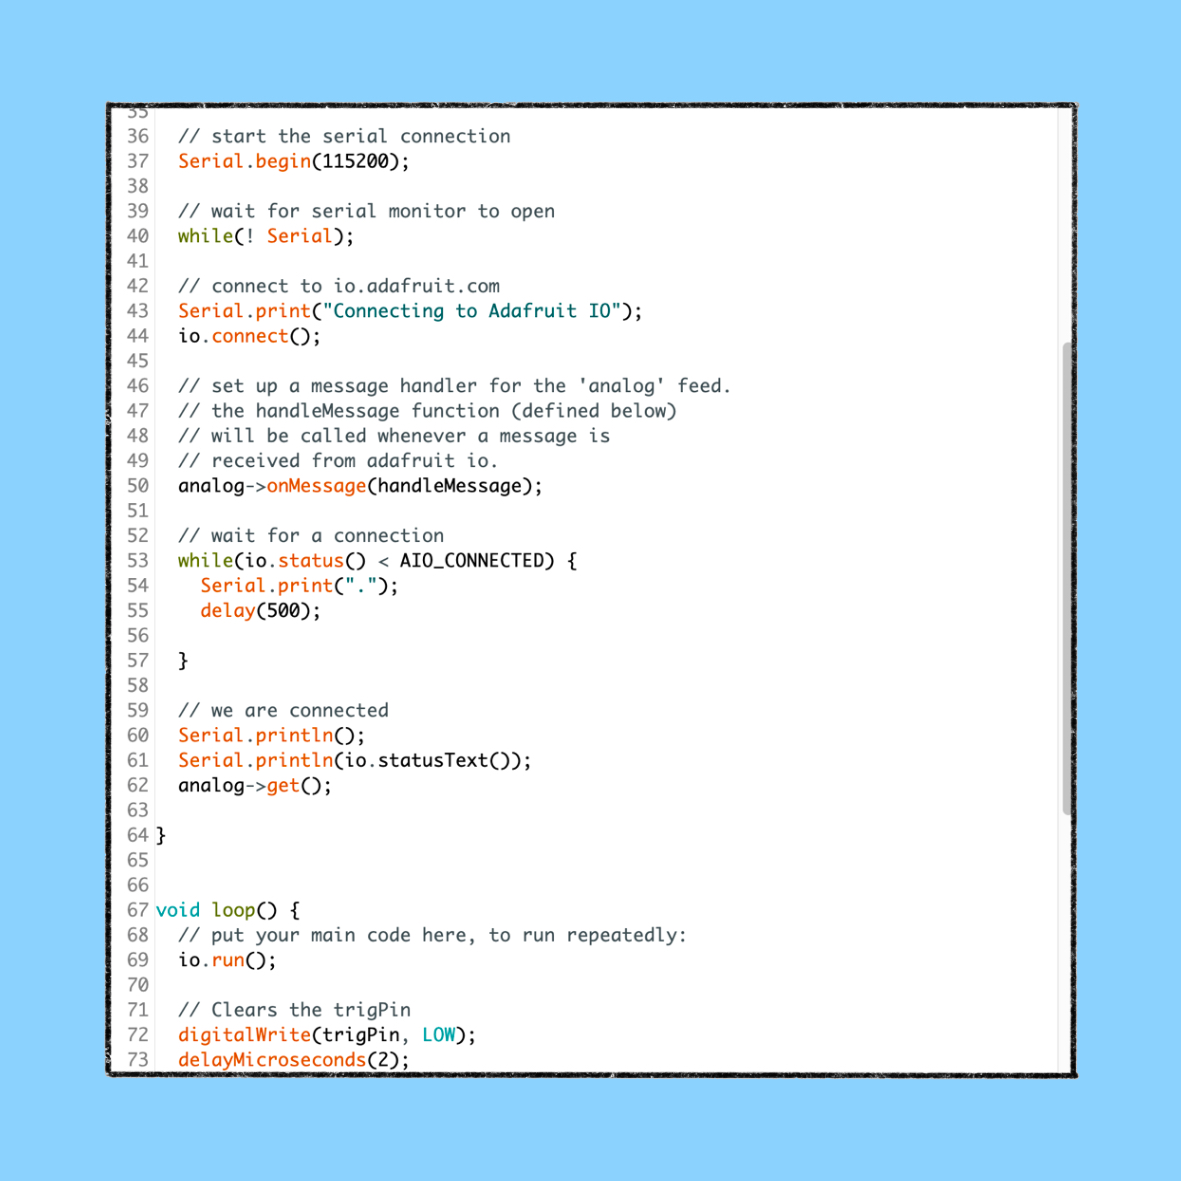 35
36 // start the serial connection
37 Serial.begin(115200);
38
39 // wait for serial monitor to open
40 while(! Serial);
41
42 // connect to io.adafruit.com
43 Serial.print("Connecting to Adafruit IO");
44 io.connect();
45
46 // set up a message handler for the 'analog' feed.
47 // the handleMessage function (defined below)
48 // will be called whenever a message is
49 // received from adafruit io.
50 analog->onMessage(handleMessage);
51
52 // wait for a connection
53 while(io.status() < AIO_CONNECTED) {
54 Serial.print(".");
55 delay(500);
56
57 }
58
59 // we are connected
60 Serial.println();
61 Serial.println(io.statusText());
62 analog->get();
63
64 }
65
66
67 void loop() {
68 // put your main code here, to run repeatedly:
69 io.run();
70
71 // Clears the trigPin
72 digitalWrite(trigPin, LOW);
73 delayMicroseconds(2);